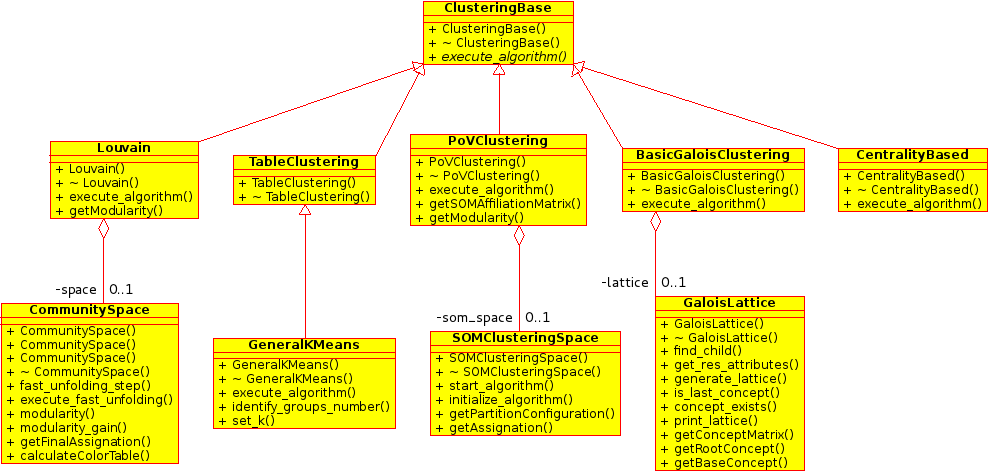 ClusteringBase
+ ClusteringBase()
+ ~ ClusteringBase()
+ execute_algorithm()
Louvain
+ Louvain()
+ ~ Louvain()
+ execute_algorithm()
+ getModularity()
TableClustering
+ TableClustering()
+ ~ TableClustering()
PoVClustering
+ PoVClustering()
+ ~ PoVClustering()
+ execute_algorithm()
+ getSOMAffiliationMatrix()
+ getModularity()
BasicGaloisClustering
+ BasicGaloisClustering()
+ ~ BasicGaloisClustering()
+ execute_algorithm()
CentralityBased
+ CentralityBased()
+ ~ CentralityBased()
+ execute_algorithm()
-space 0..1
-som_space 0..1
-lattice 0..1
CommunitySpace
+ CommunitySpace()
+ CommunitySpace()
+ CommunitySpace()
+ ~ CommunitySpace()
+ fast_unfolding_step()
+ execute_fast_unfolding()
+ modularity()
+ modularity_gain()
+ getFinalAssignation()
+ calculateColorTable()
GeneralKMeans
+ GeneralKMeans()
+ ~ GeneralKMeans()
+ execute_algorithm()
+ identify_groups_number()
+ set_k()
SOMClusteringSpace
+ SOMClusteringSpace()
+ ~ SOMClusteringSpace()
+ start_algorithm()
+ initialize_algorithm()
+ getPartitionConfiguration()
+ getAssignation()
GaloisLattice
+ GaloisLattice()
+ ~ GaloisLattice()
+ find_child()
+ get_res_attributes()
+ generate_lattice()
+ is_last_concept()
+ concept_exists()
+ print_lattice()
+ getConceptMatrix()
+ getRootConcept()
+ getBaseConcept()